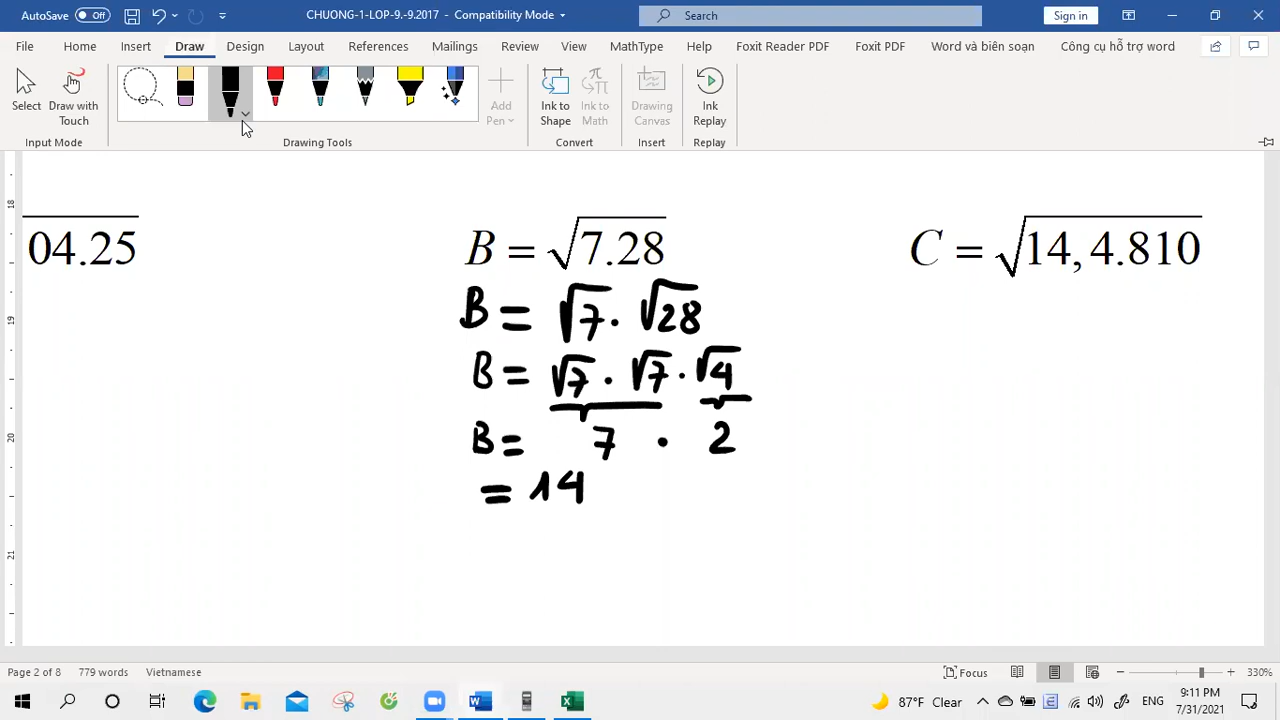 AutoSave Off CHUONG-1-LOP-9.-9.2017 - Compatibility Mode Search Sign in
File Home Insert Draw Design Layout References Mailings Review View MathType Help Foxit Reader PDF Foxit PDF Word và biên soạn Công cụ hỗ trợ word
Select Draw with Touch Add Pen Ink to Shape Ink to Math Drawing Canvas Ink Replay
Input Mode Drawing Tools Convert Insert Replay
04.25 B = √7.28 C = √14,4.810
B = √7 . √28
B = √7 . √7 . √4
B = 7 . 2
= 14
18
19
20
21
Page 2 of 8 779 words Vietnamese Focus 330%
87°F Clear ENG 9:11 PM 7/31/2021